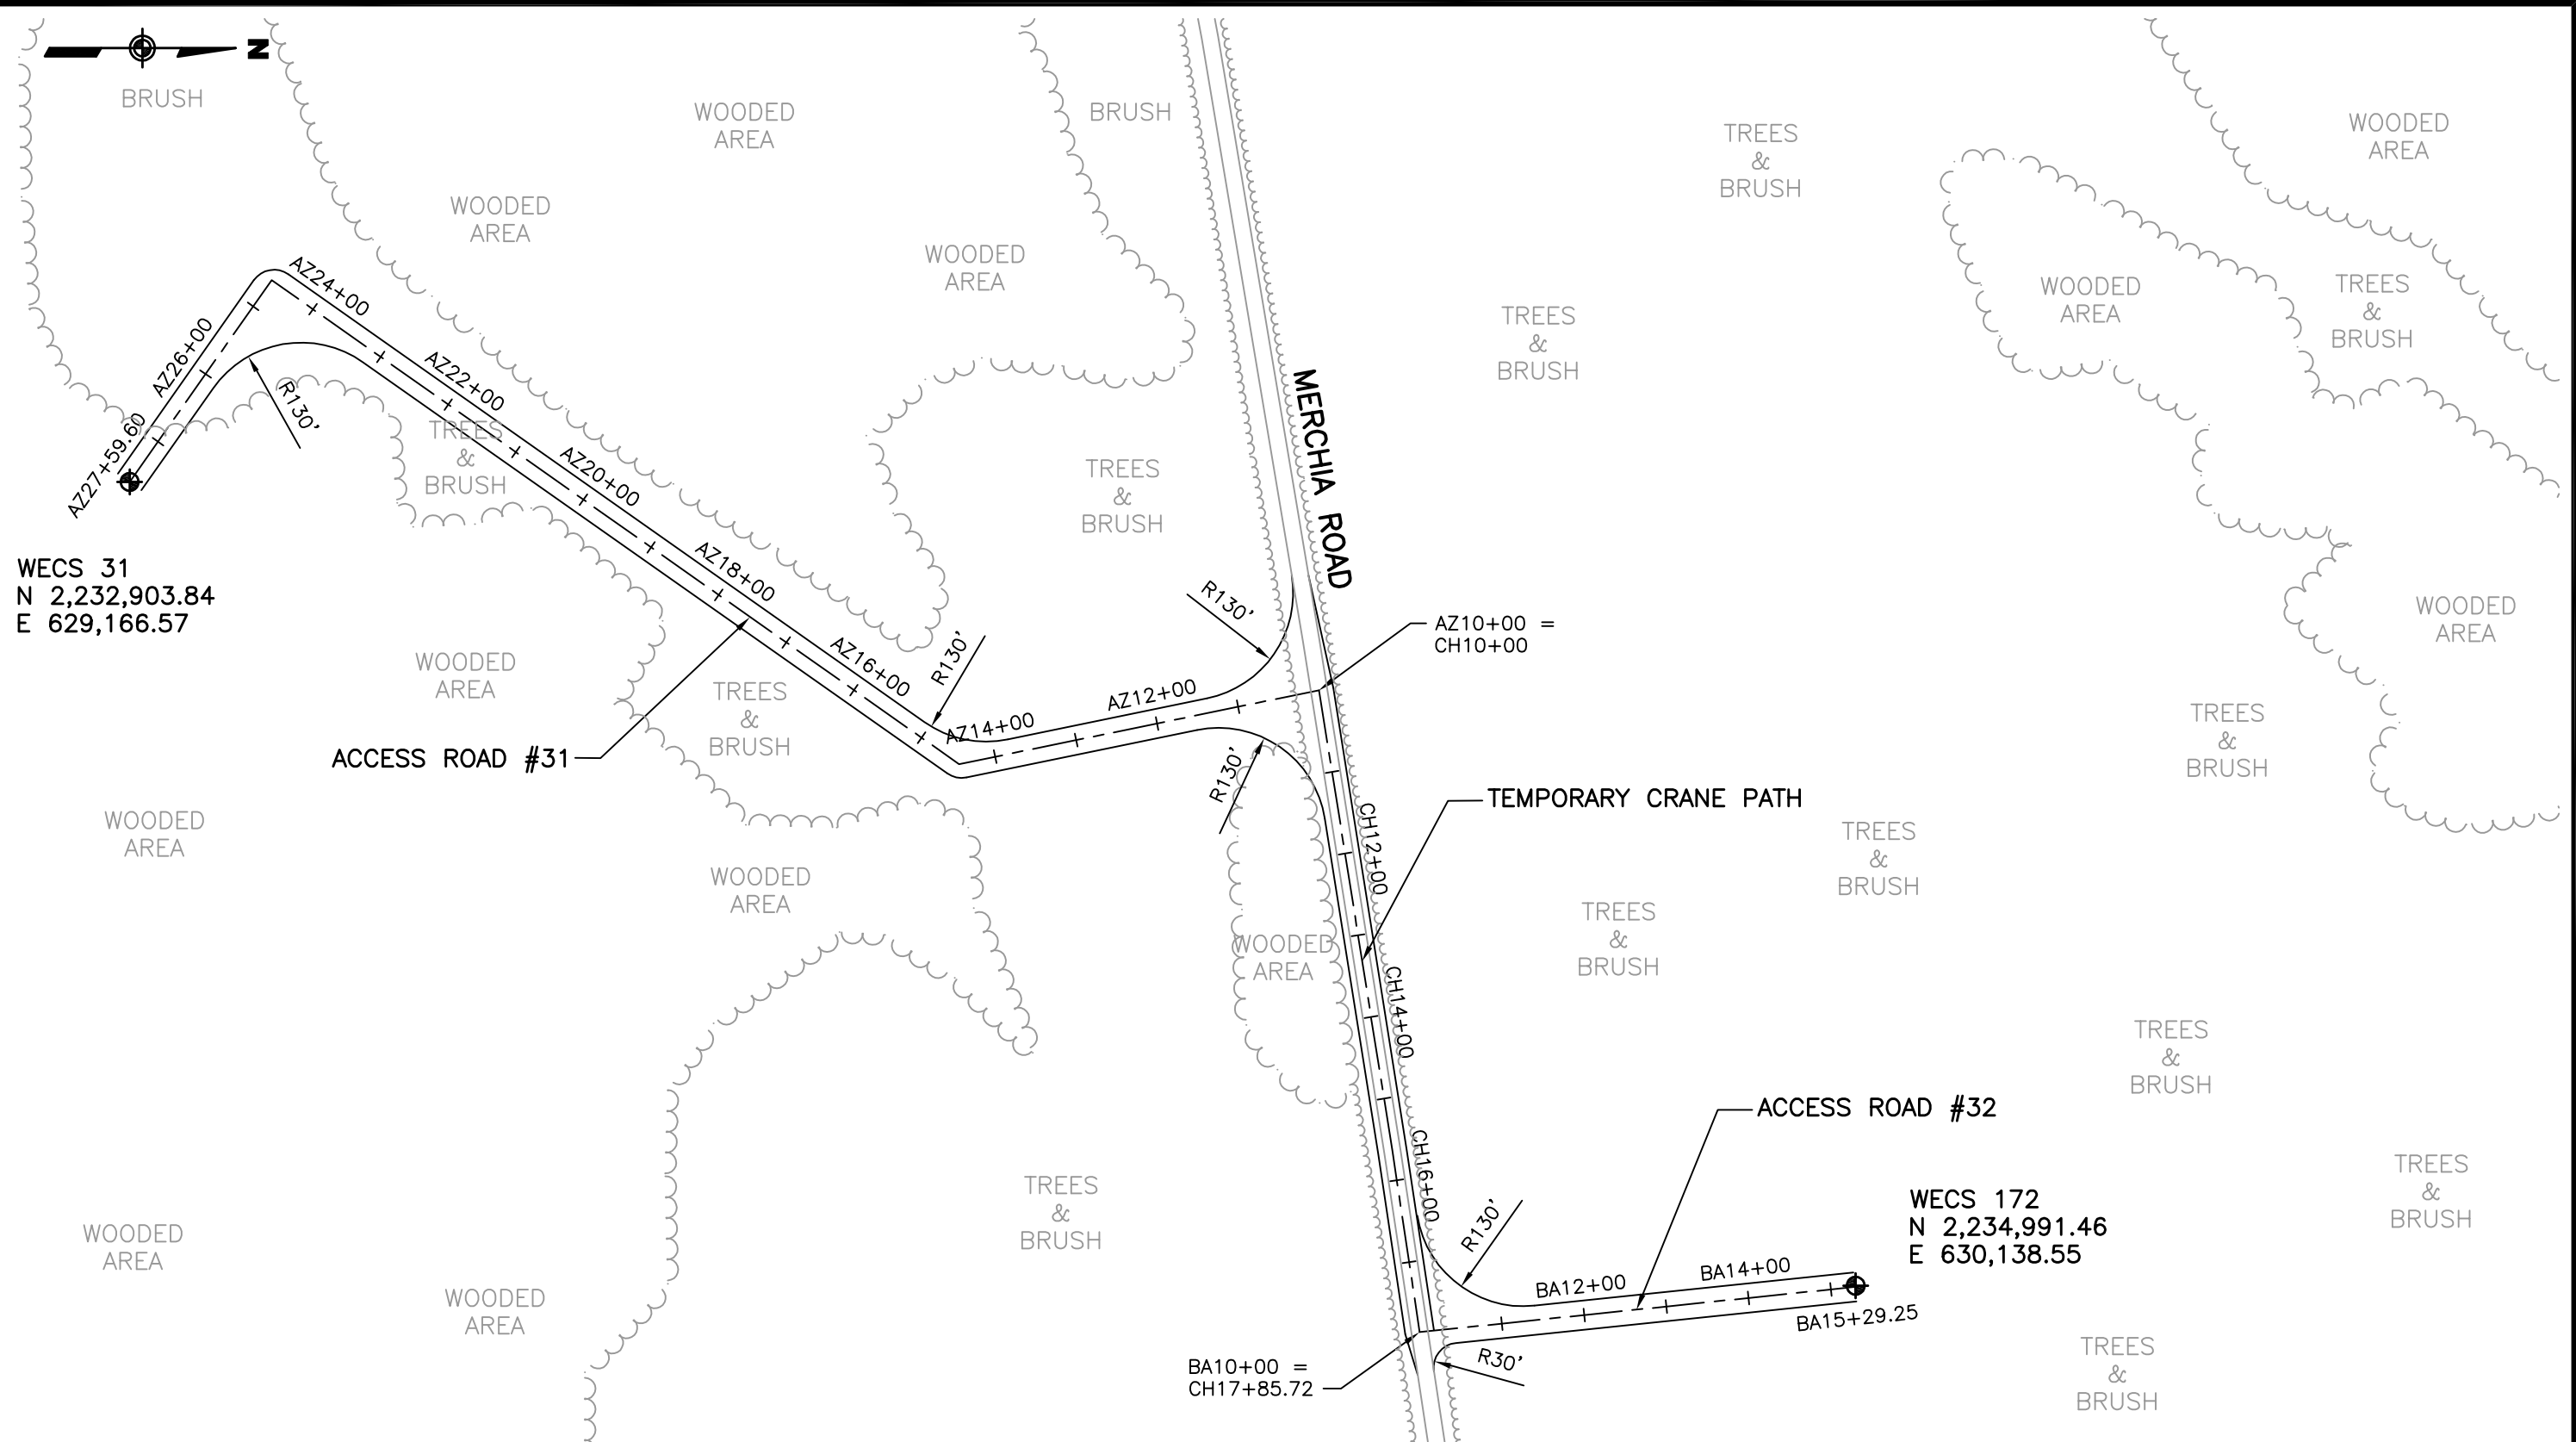 N
BRUSH
WOODED
AREA
BRUSH
TREES
&
BRUSH
WOODED
AREA
WOODED
AREA
WOODED
AREA
WOODED
AREA
TREES
&
BRUSH
TREES
&
BRUSH
AZ24+00
AZ26+00
AZ22+00
R130'
MERCHIA ROAD
AZ27+59.60
TREES
&
BRUSH
AZ20+00
TREES
&
BRUSH
WECS 31
N 2,232,903.84
E 629,166.57
AZ18+00
R130'
AZ10+00 =
CH10+00
WOODED
AREA
WOODED
AREA
AZ16+00
R130'
TREES
&
BRUSH
AZ12+00
AZ14+00
TREES
&
BRUSH
ACCESS ROAD #31
R130'
TEMPORARY CRANE PATH
WOODED
AREA
CH12+00
TREES
&
BRUSH
WOODED
AREA
TREES
&
BRUSH
WOODED
AREA
CH14+00
TREES
&
BRUSH
ACCESS ROAD #32
CH16+00
TREES
&
BRUSH
TREES
&
BRUSH
WECS 172
N 2,234,991.46
E 630,138.55
R130'
WOODED
AREA
BA12+00
BA14+00
WOODED
AREA
BA15+29.25
TREES
&
BRUSH
R30'
BA10+00 =
CH17+85.72